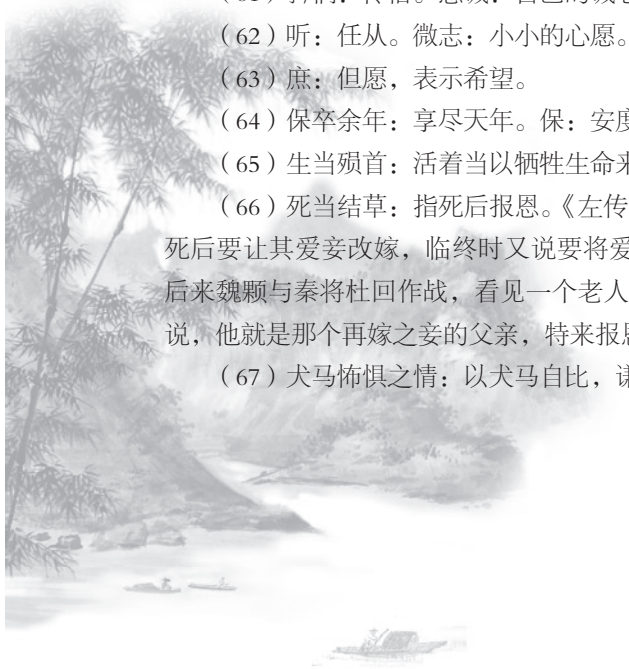 （62）听：任从。微志：小小的心愿。
（63）庶：但愿，表示希望。
（64）保卒余年：享尽天年。保：安度
（65）生当殒首：活着当以牺牲生命来
（66）死当结草：指死后报恩。《左传
死后要让其爱妾改嫁，临终时又说要将爱
后来魏颗与秦将杜回作战，看见一个老人
说，他就是那个再嫁之妾的父亲，特来报恩
（67）犬马怖惧之情：以犬马自比，谦